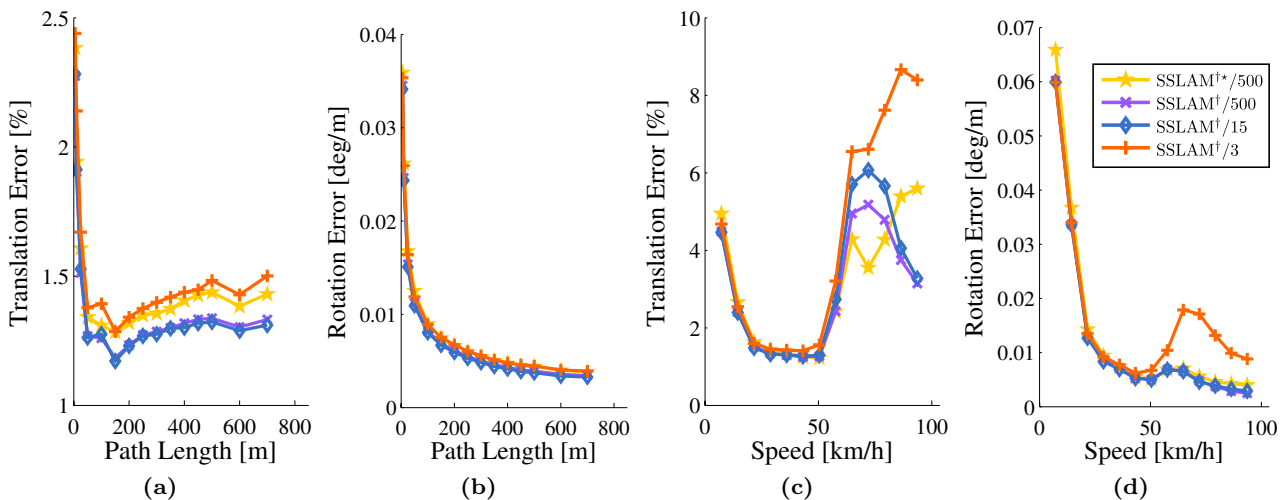 Translation Error [%]
2.5
2
1.5
1
0 200 400 600 800
Path Length [m]
(a)
Rotation Error [deg/m]
0.04
0.03
0.02
0.01
0
0 200 400 600 800
Path Length [m]
(b)
Translation Error [%]
10
8
6
4
2
0
0 50 100
Speed [km/h]
(c)
Rotation Error [deg/m]
0.07
0.06
0.05
0.04
0.03
0.02
0.01
0
0 50 100
Speed [km/h]
(d)
SSLAM†⋆/500
SSLAM†/500
SSLAM†/15
SSLAM†/3